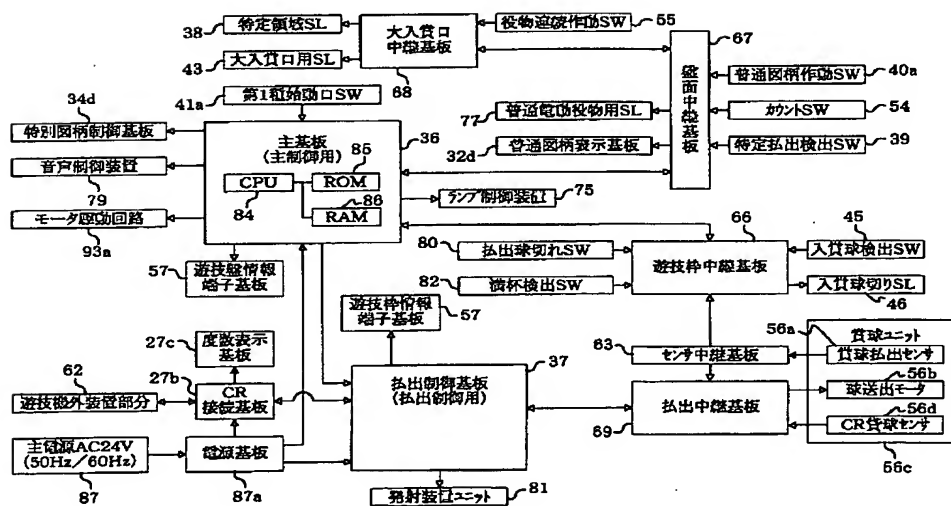 38
特定領域SL
43
大入賞口用SL
大入賞口
中継基板
68
役物連続作動SW
55
67
盤面中継基板
普通図柄作動SW
40a
カウントSW
54
特定払出検出SW
39
77
普通電動役物用SL
32d
普通図柄表示基板
41a
第1種始動口SW
34d
特別図柄制御基板
音声制御装置
79
モータ駆動回路
93a
主基板
(主制御用)
36
85
CPU
ROM
84
86
RAM
ランプ制御装置
75
57
遊技盤情報
端子基板
80
払出球切れSW
82
満杯検出SW
66
遊技枠中継基板
45
入賞球検出SW
入賞球切りSL
46
遊技枠情報
端子基板
57
27c
度数表示
基板
62
遊技機外装置部分
27b
CR
接続基板
主電源AC24V
(50Hz/60Hz)
87
電源基板
87a
37
払出制御基板
(払出制御用)
発射装置ユニット
81
63
センサ中継基板
払出中継基板
69
56a
賞球ユニット
賞球払出センサ
56b
球送出モータ
56d
CR賞球センサ
56c